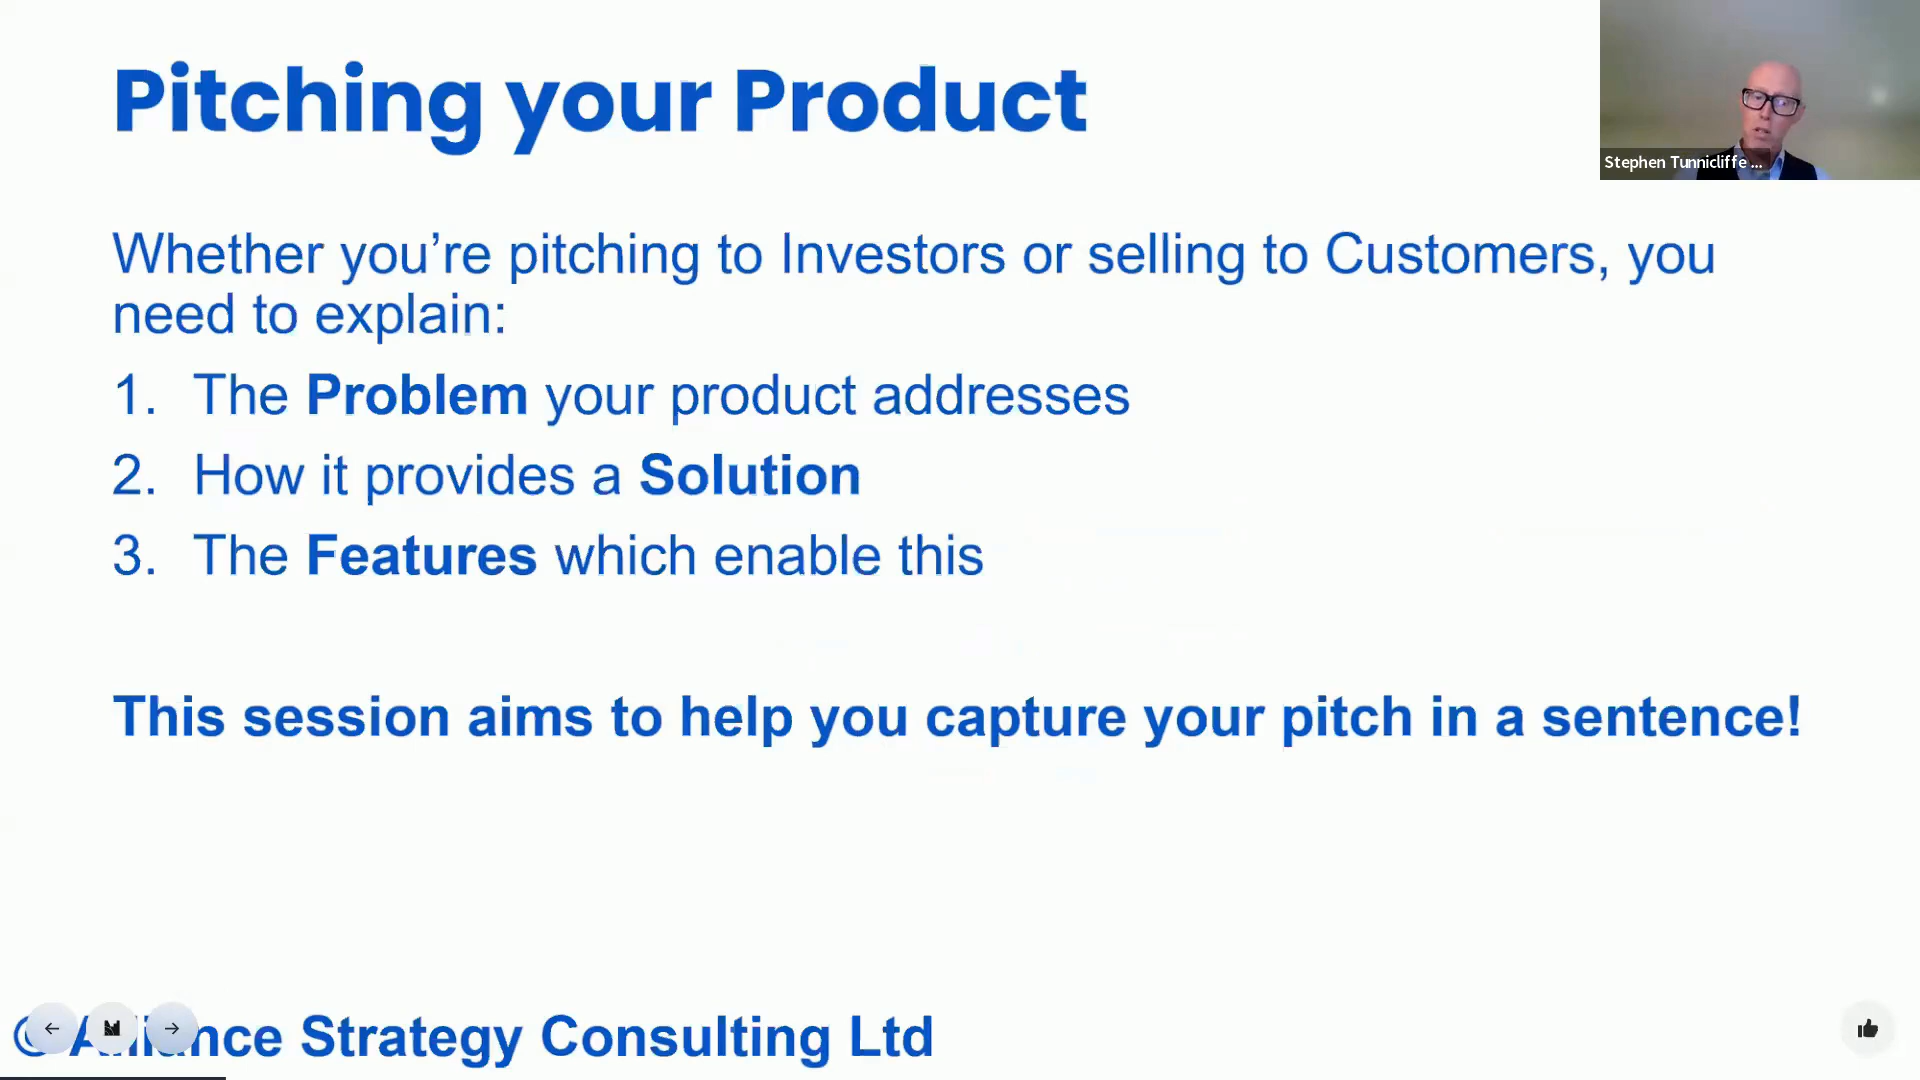 Pitching your Product
Stephen Tunnicliffe ...
Whether you’re pitching to Investors or selling to Customers, you
need to explain:
1. The Problem your product addresses
2. How it provides a Solution
3. The Features which enable this
This session aims to help you capture your pitch in a sentence!
© Alliance Strategy Consulting Ltd